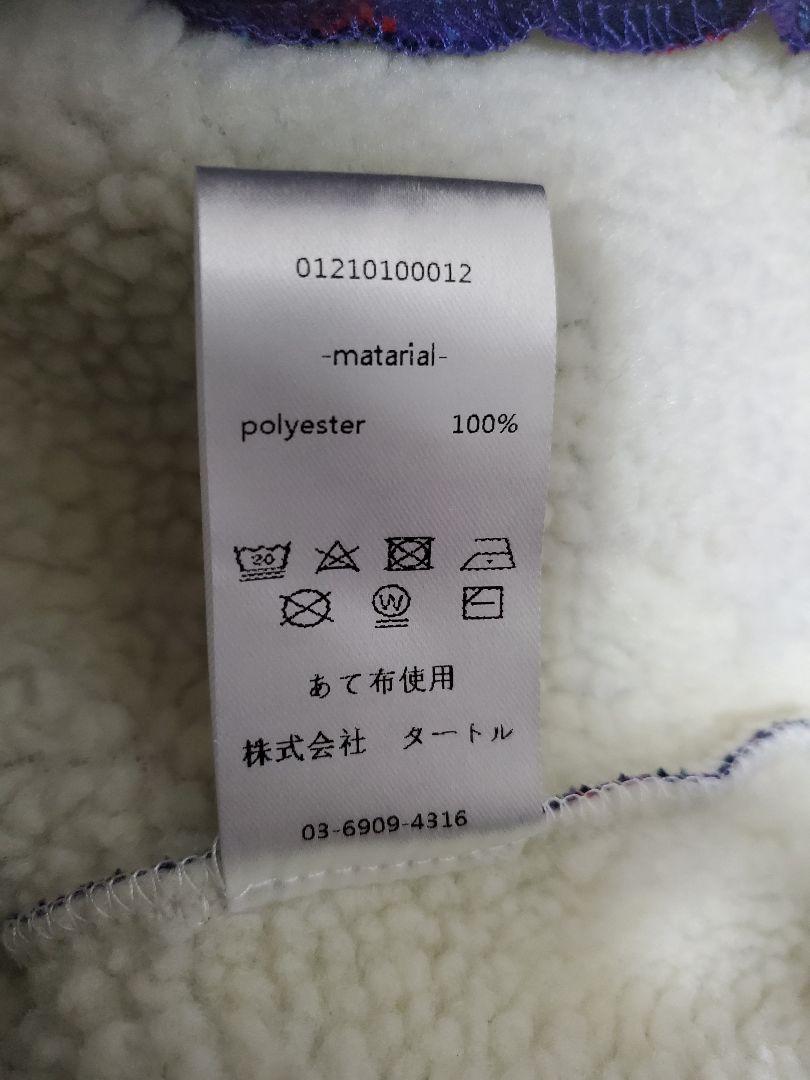 01210100012
-matarial-
polyester 100%
20
W
あて布使用
株式会社 タートル
03-6909-4316